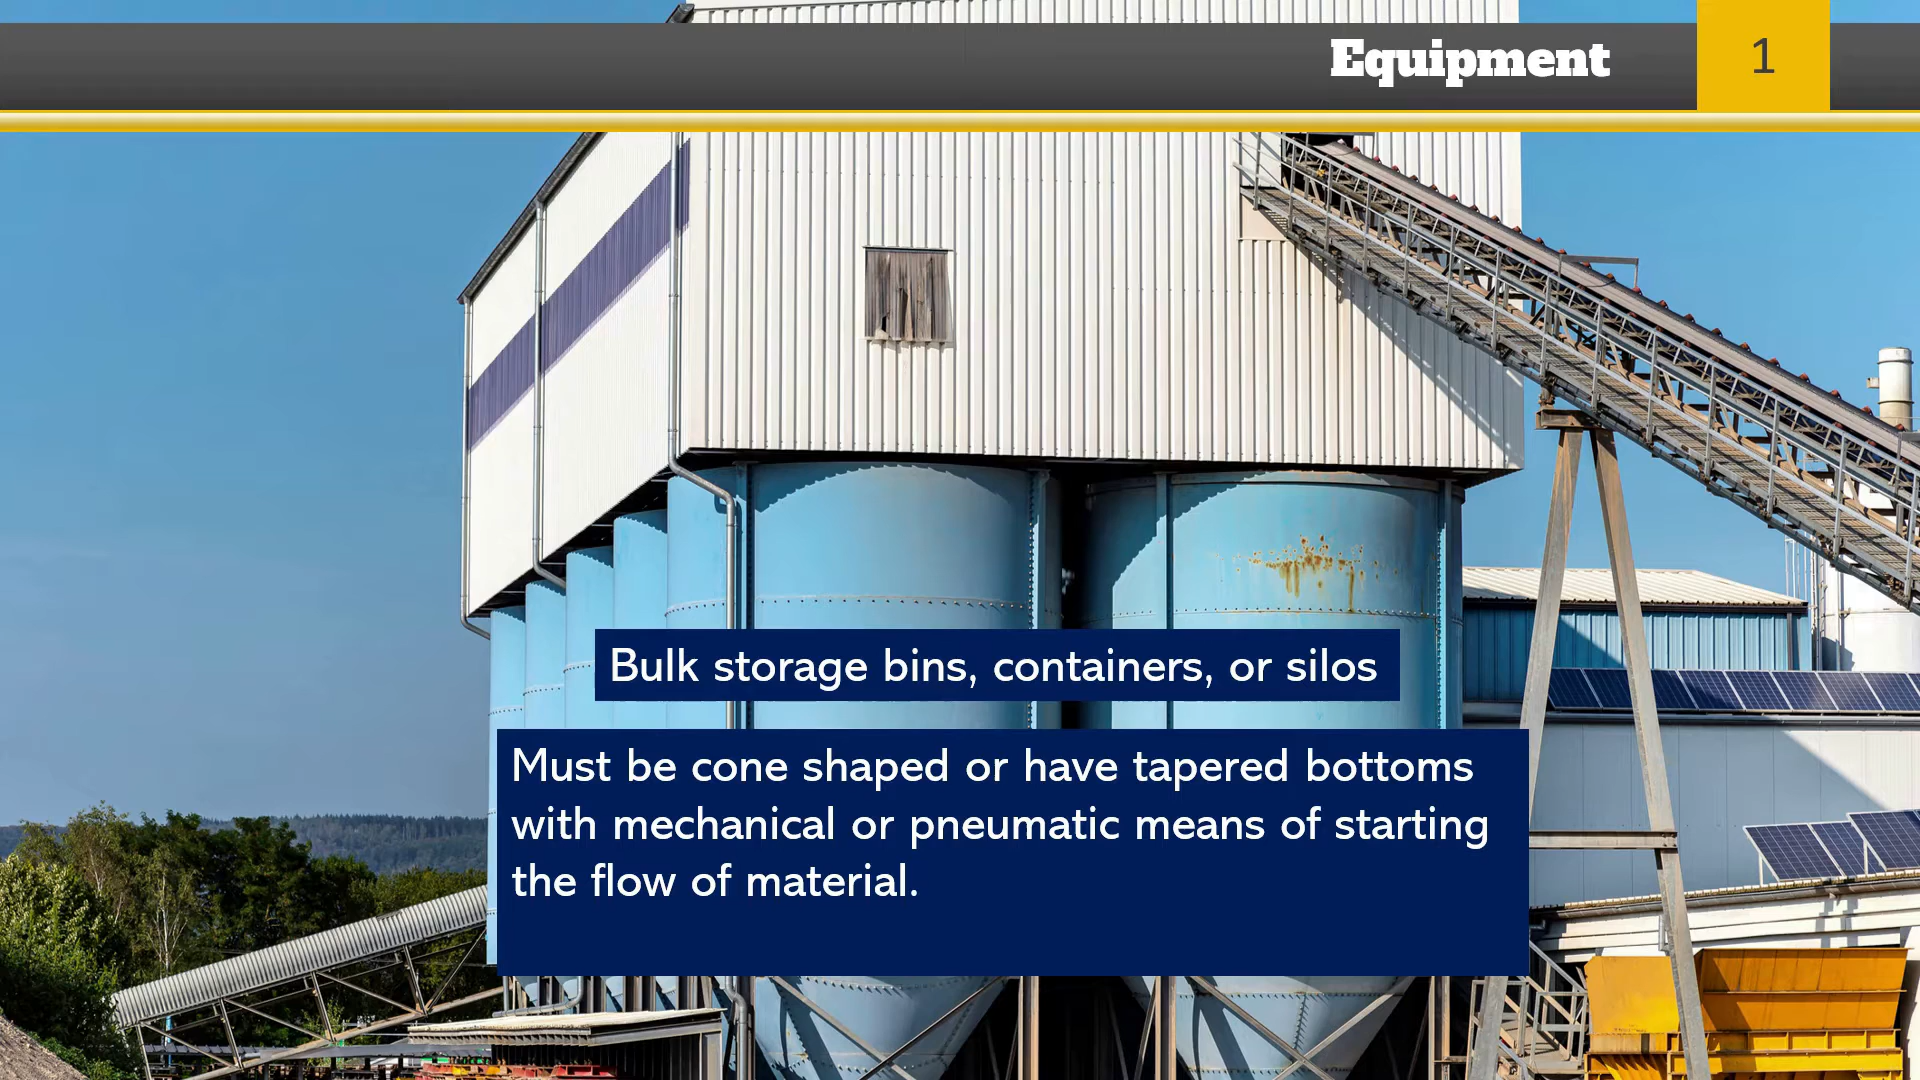 Equipment
1
Bulk storage bins, containers, or silos
Must be cone shaped or have tapered bottoms
with mechanical or pneumatic means of starting
the flow of material.